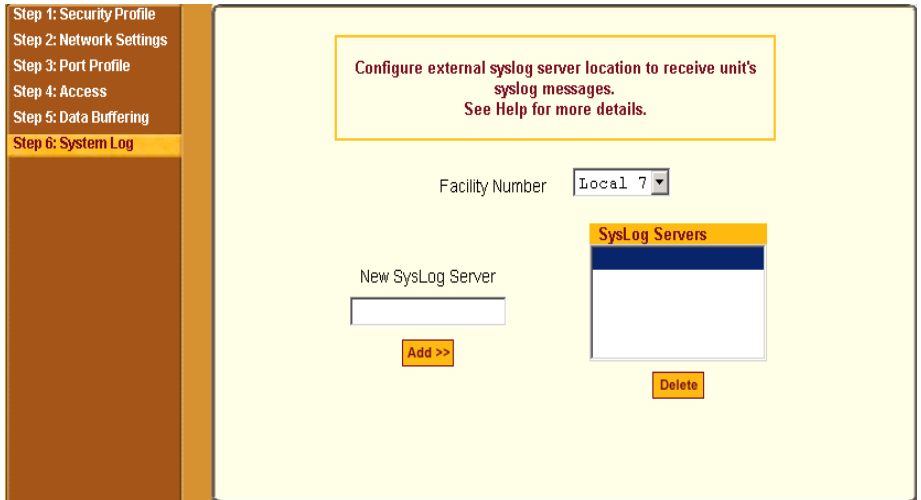 Step 1: Security Profile
Step 2: Network Settings
Step 3: Port Profile
Step 4: Access
Step 5: Data Buffering
Step 6: System Log
Configure external syslog server location to receive unit's
syslog messages.
See Help for more details.
Facility Number
Local 7
SysLog Servers
New SysLog Server
Add >>
Delete